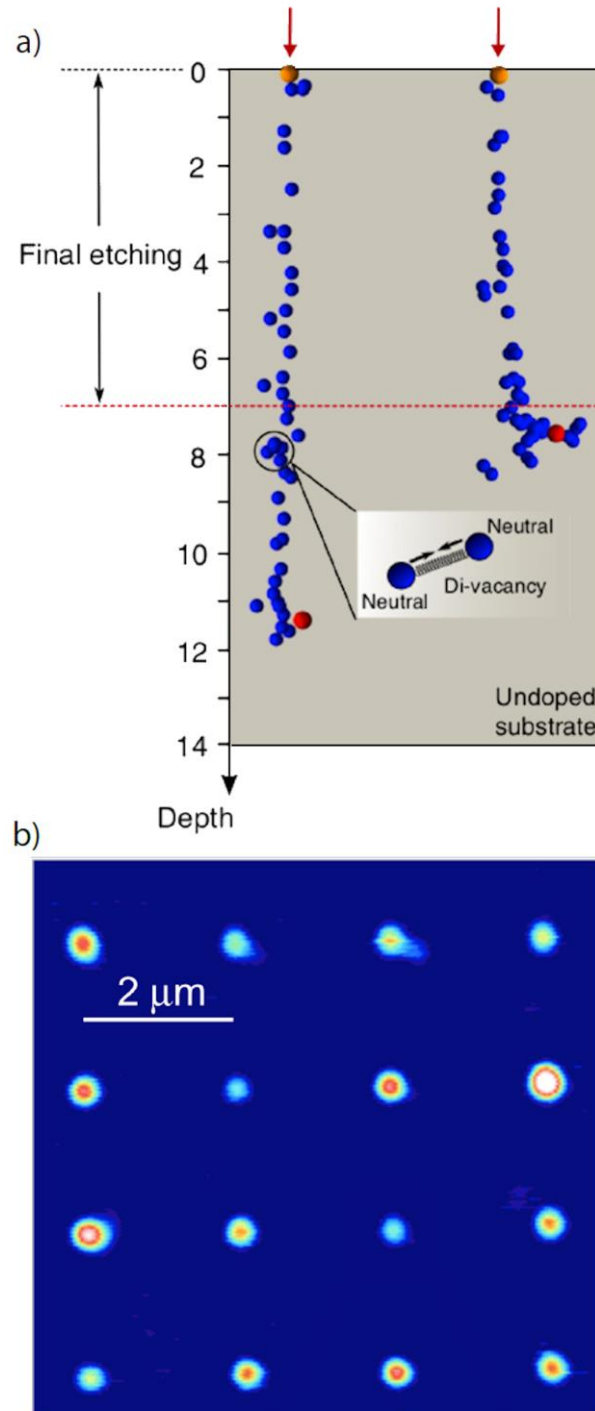 a)
0
2
Final etching
4
6
8
10
12
14
Neutral
Neutral
Di-vacancy
Undoped
substrate
Depth
b)
2 μm